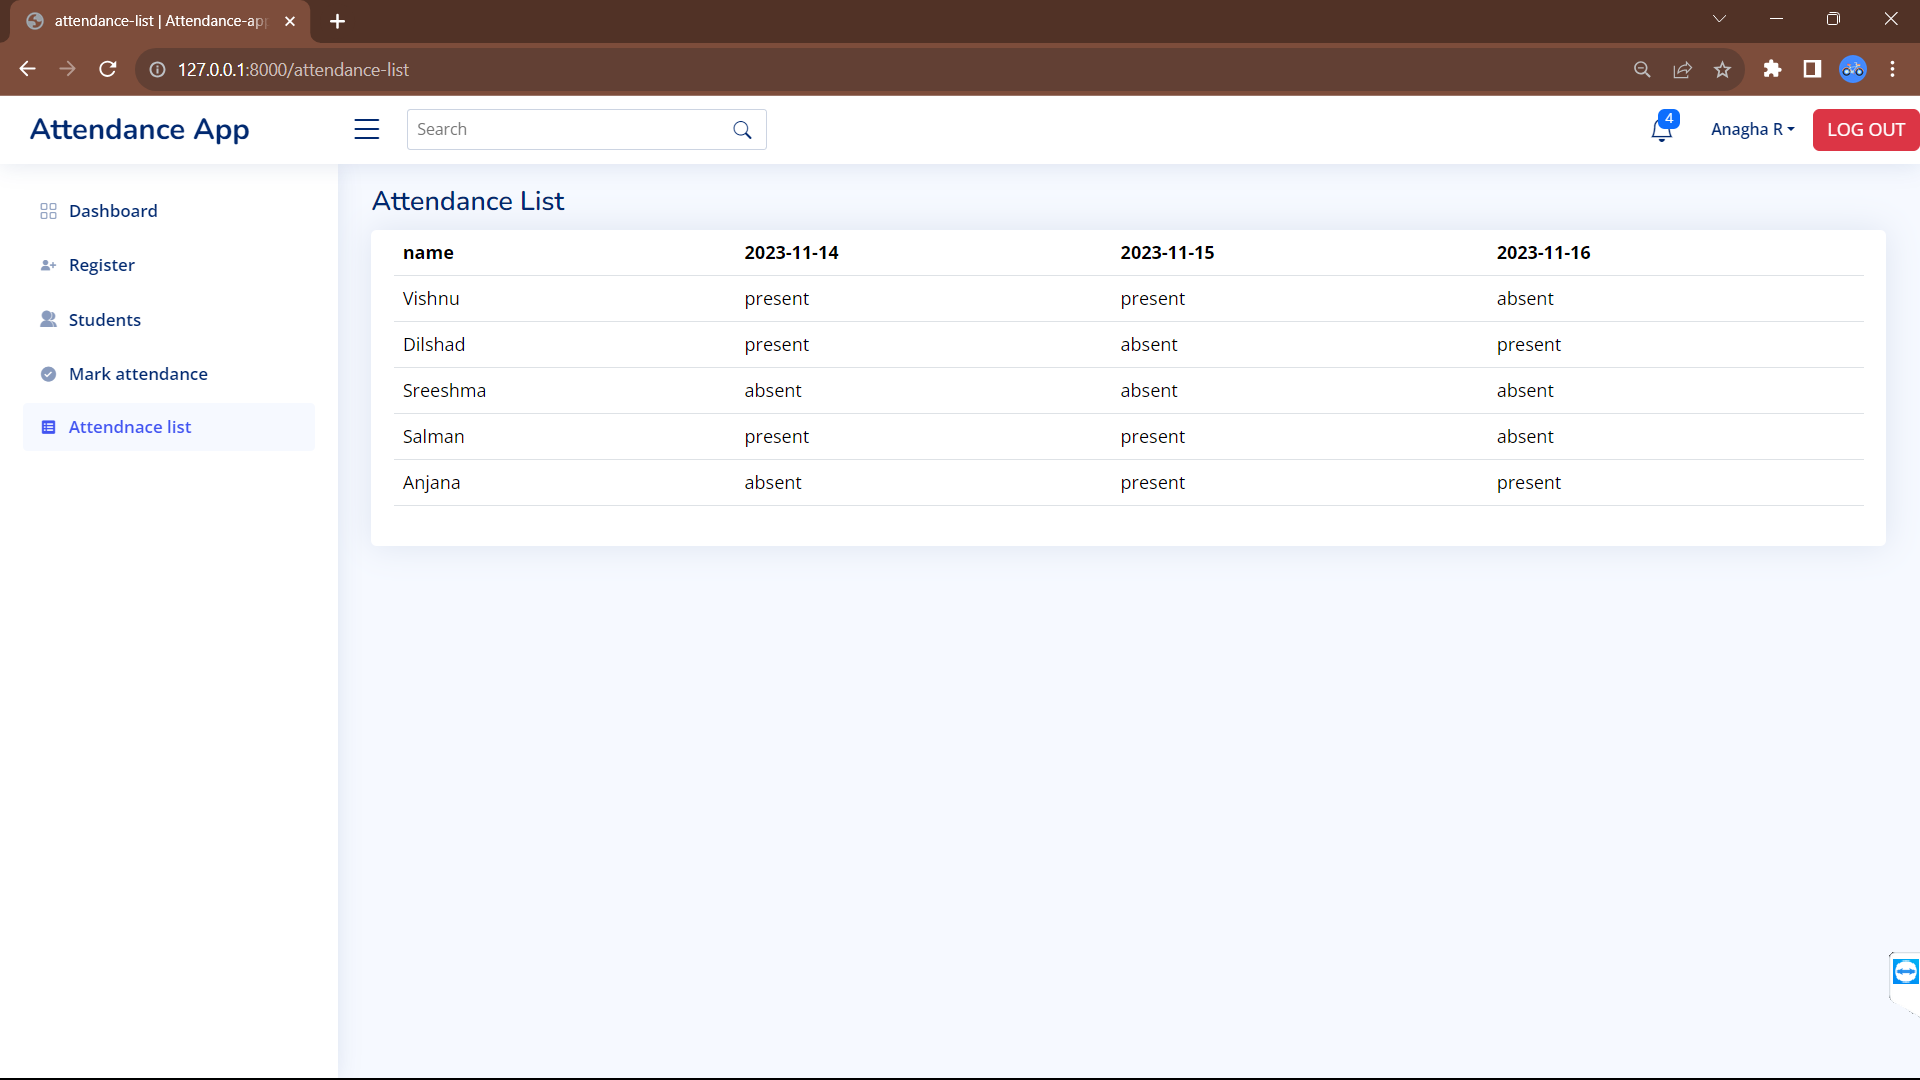 attendance-list | Attendance-app
127.0.0.1:8000/attendance-list
Attendance App
Search
4
Anagha R
LOG OUT
Dashboard
Register
Students
Mark attendance
Attendnace list
Attendance List
name 2023-11-14 2023-11-15 2023-11-16
Vishnu present present absent
Dilshad present absent present
Sreeshma absent absent absent
Salman present present absent
Anjana absent present present